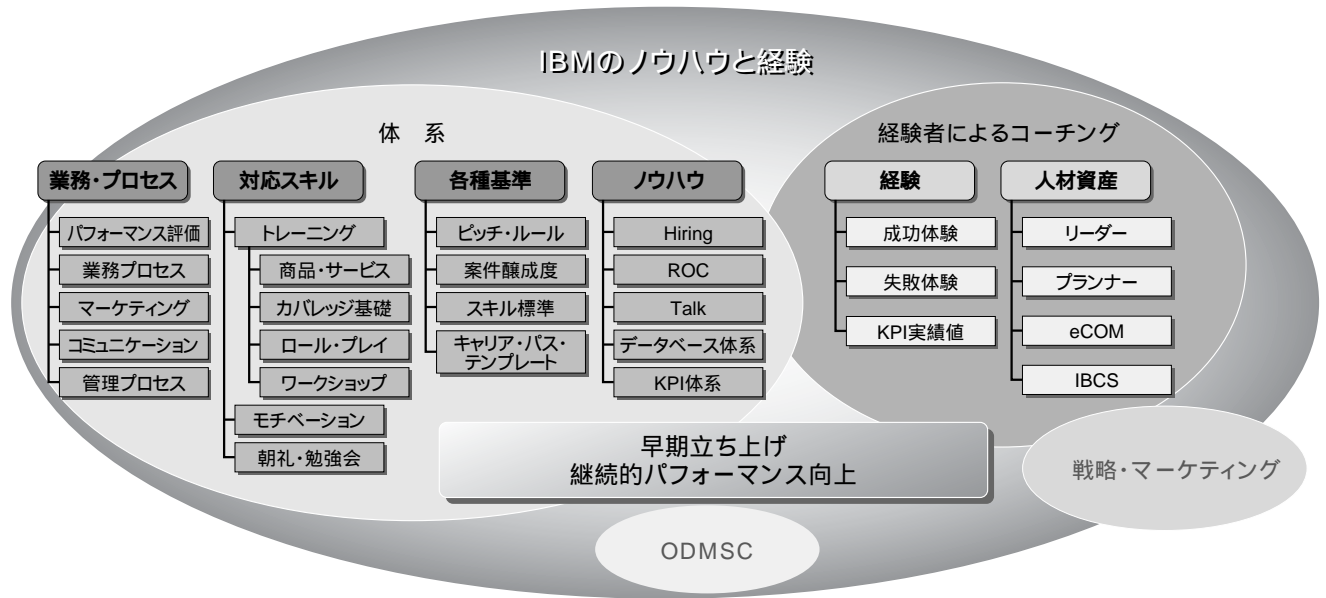 IBMのノウハウと経験
体　系
業務・プロセス
パフォーマンス評価
業務プロセス
マーケティング
コミュニケーション
管理プロセス
対応スキル
トレーニング
商品・サービス
カバレッジ基礎
ロール・プレイ
ワークショップ
モチベーション
朝礼・勉強会
各種基準
ピッチ・ルール
案件醸成度
スキル標準
キャリア・パス・
テンプレート
ノウハウ
Hiring
ROC
Talk
データベース体系
KPI体系
経験者によるコーチング
経験
成功体験
失敗体験
KPI実績値
人材資産
リーダー
プランナー
eCOM
IBCS
早期立ち上げ
継続的パフォーマンス向上
戦略・マーケティング
ODMSC